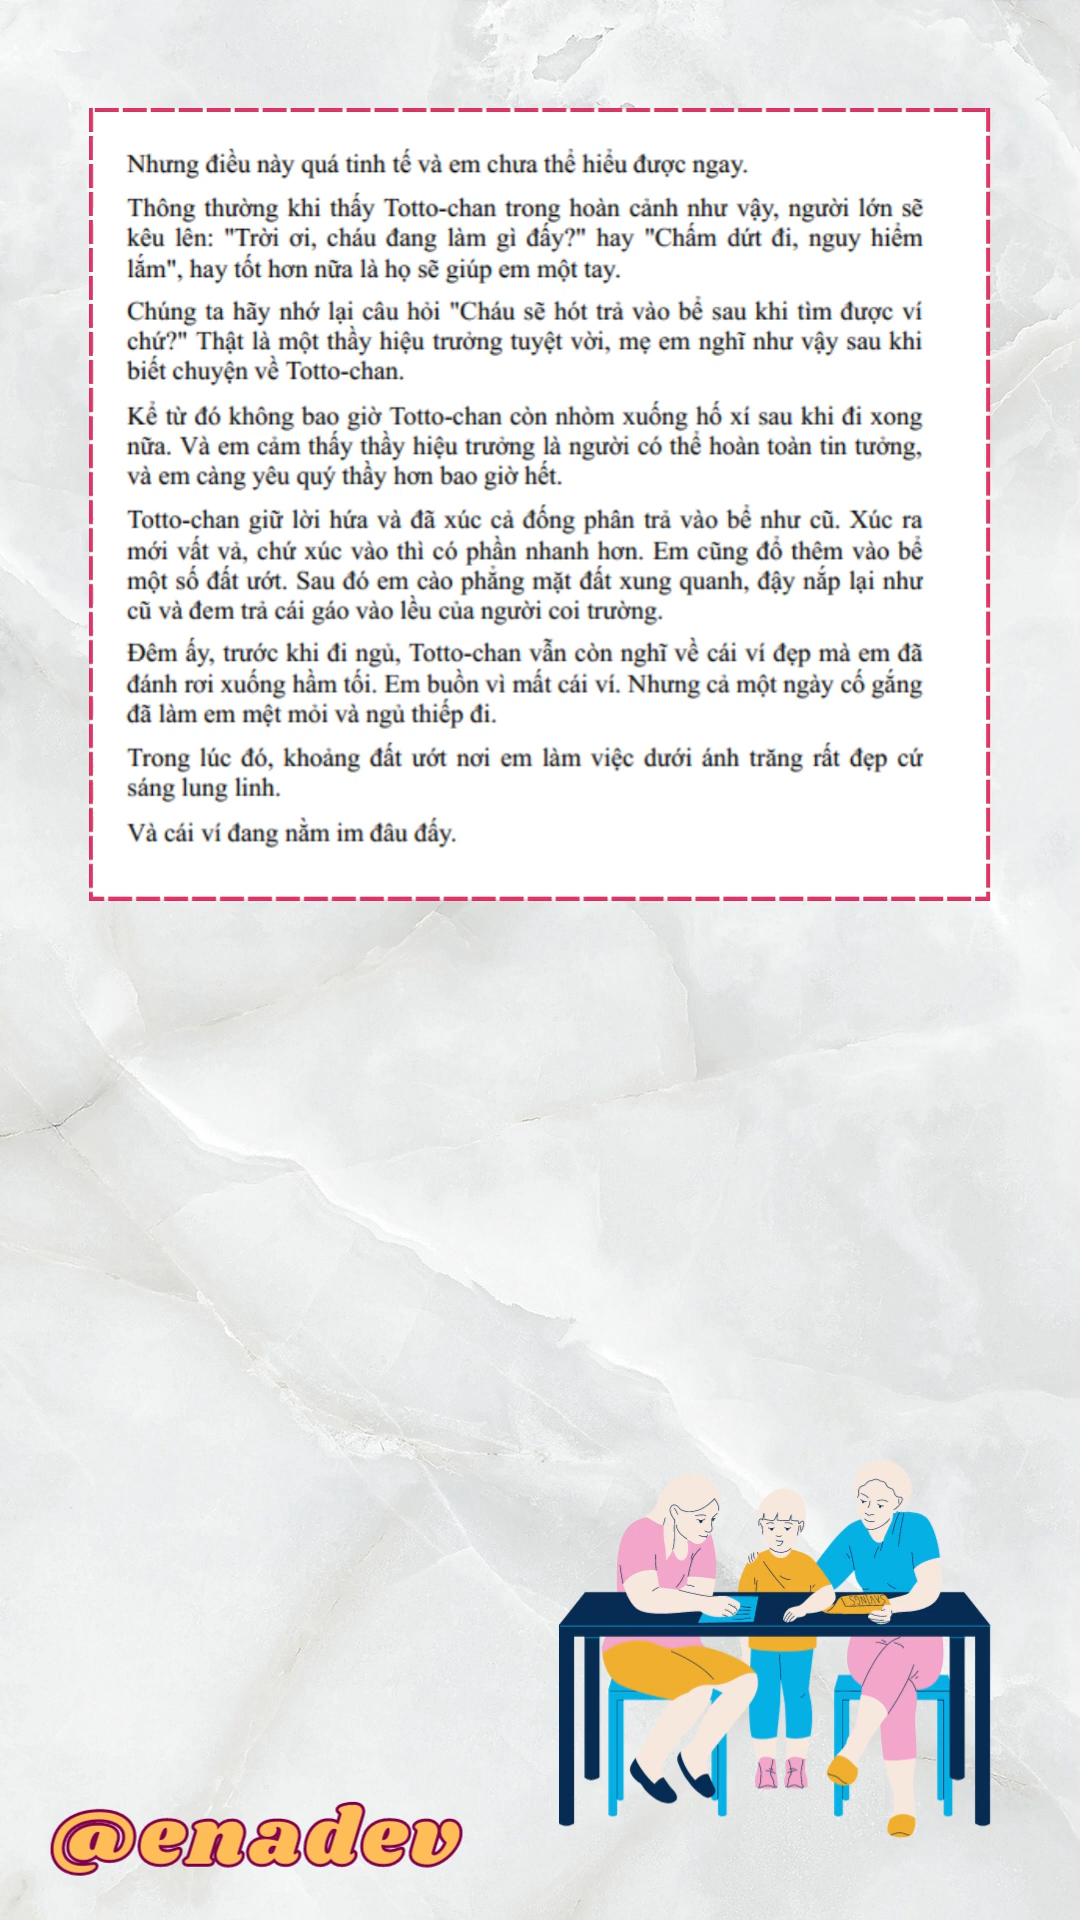 Nhưng điều này quá tinh tế và em chưa thể hiểu được ngay.
Thông thường khi thấy Totto-chan trong hoàn cảnh như vậy, người lớn sẽ
kêu lên: "Trời ơi, cháu đang làm gì đấy?" hay "Chấm dứt đi, nguy hiểm
lắm", hay tốt hơn nữa là họ sẽ giúp em một tay.
Chúng ta hãy nhớ lại câu hỏi "Cháu sẽ hót trả vào bể sau khi tìm được ví
chứ?" Thật là một thầy hiệu trưởng tuyệt vời, mẹ em nghĩ như vậy sau khi
biết chuyện về Totto-chan.
Kể từ đó không bao giờ Totto-chan còn nhòm xuống hố xí sau khi đi xong
nữa. Và em cảm thấy thầy hiệu trưởng là người có thể hoàn toàn tin tưởng,
và em càng yêu quý thầy hơn bao giờ hết.
Totto-chan giữ lời hứa và đã xúc cả đống phân trả vào bể như cũ. Xúc ra
mới vất vả, chứ xúc vào thì có phần nhanh hơn. Em cũng đổ thêm vào bể
một số đất ướt. Sau đó em cào phẳng mặt đất xung quanh, đậy nắp lại như
cũ và đem trả cái gáo vào lều của người coi trường.
Đêm ấy, trước khi đi ngủ, Totto-chan vẫn còn nghĩ về cái ví đẹp mà em đã
đánh rơi xuống hầm tối. Em buồn vì mất cái ví. Nhưng cả một ngày cố gắng
đã làm em mệt mỏi và ngủ thiếp đi.
Trong lúc đó, khoảng đất ướt nơi em làm việc dưới ánh trăng rất đẹp cứ
sáng lung linh.
Và cái ví đang nằm im đâu đấy.
SAVINGS
@enadev